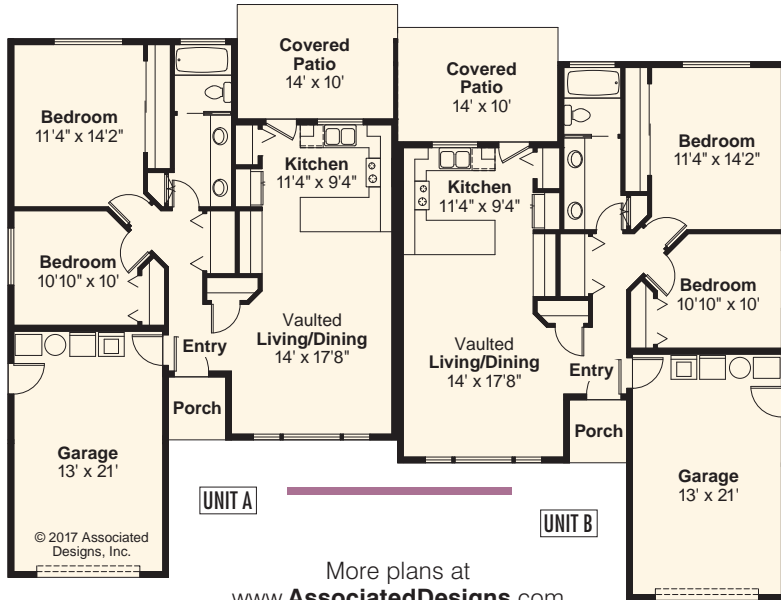 Covered
Patio
14' x 10'
Bedroom
11'4" x 14'2"
Kitchen
11'4" x 9'4"
Bedroom
10'10" x 10'
Vaulted
Living/Dining
14' x 17'8"
Entry
Porch
Garage
13' x 21'
© 2017 Associated
Designs, Inc.
UNIT A
Covered
Patio
14' x 10'
Bedroom
11'4" x 14'2"
Kitchen
11'4" x 9'4"
Bedroom
10'10" x 10'
Vaulted
Living/Dining
14' x 17'8"
Entry
Porch
Garage
13' x 21'
UNIT B
More plans at
www.AssociatedDesigns.com